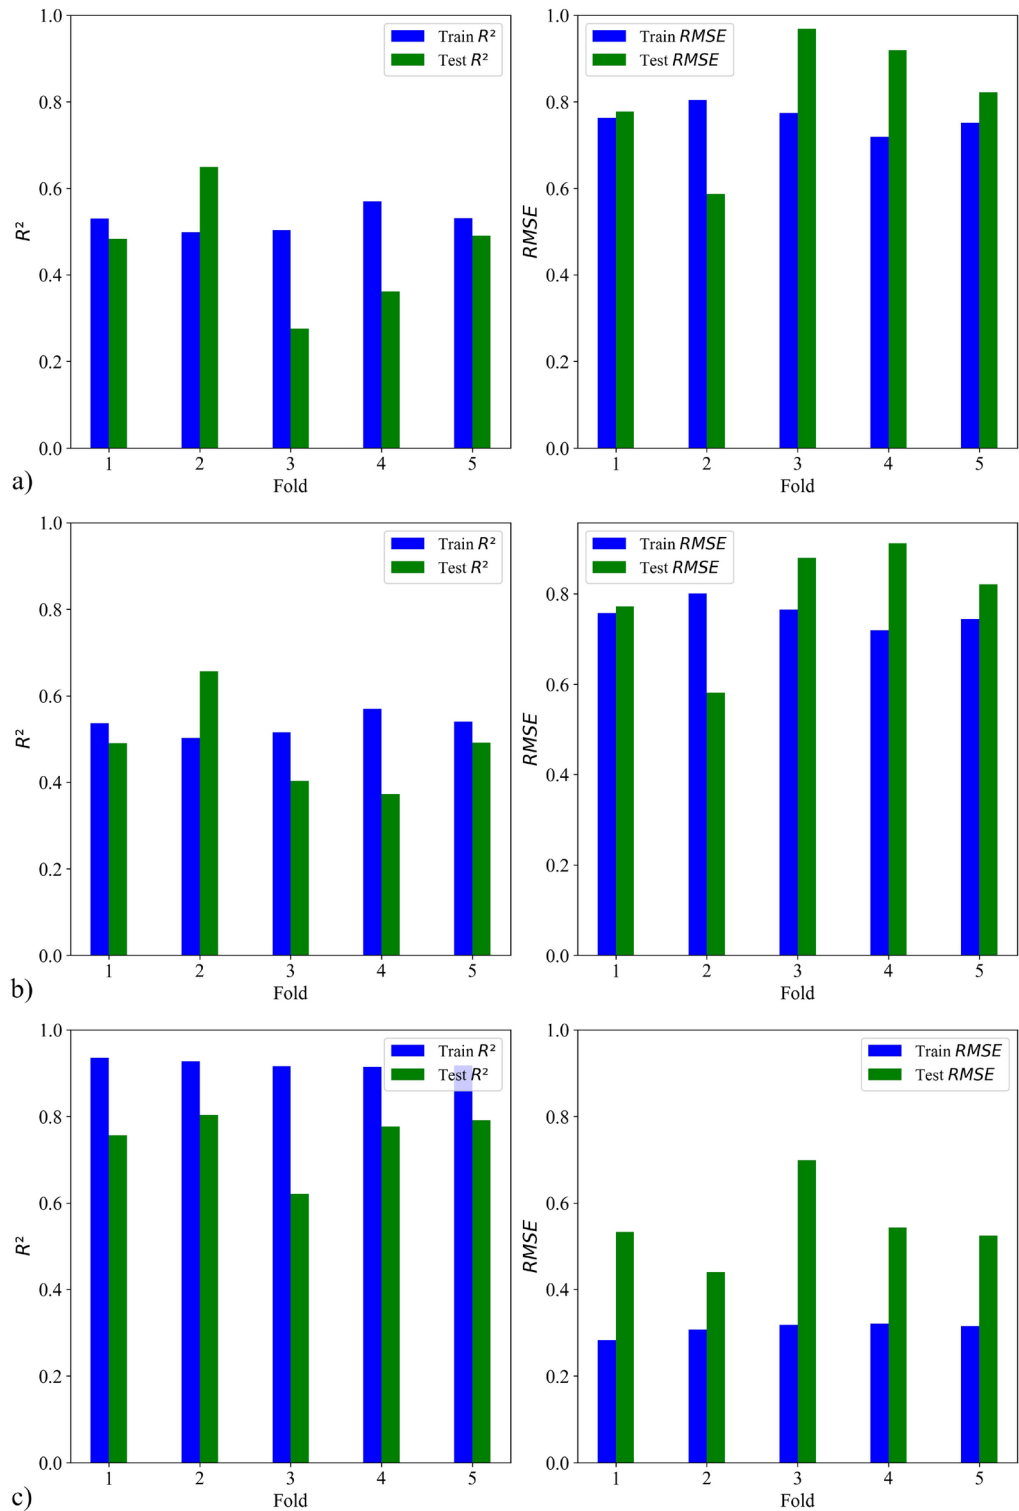 1.0
0.8
0.6
0.4
0.2
0.0
R²
Train R²
Test R²
1 2 3 4 5
Fold
1.0
0.8
0.6
0.4
0.2
0.0
RMSE
Train RMSE
Test RMSE
1 2 3 4 5
Fold
a)
1.0
0.8
0.6
0.4
0.2
0.0
R²
Train R²
Test R²
1 2 3 4 5
Fold
0.8
0.6
0.4
0.2
0.0
RMSE
Train RMSE
Test RMSE
1 2 3 4 5
Fold
b)
1.0
0.8
0.6
0.4
0.2
0.0
R²
Train R²
Test R²
1 2 3 4 5
Fold
1.0
0.8
0.6
0.4
0.2
0.0
RMSE
Train RMSE
Test RMSE
1 2 3 4 5
Fold
c)